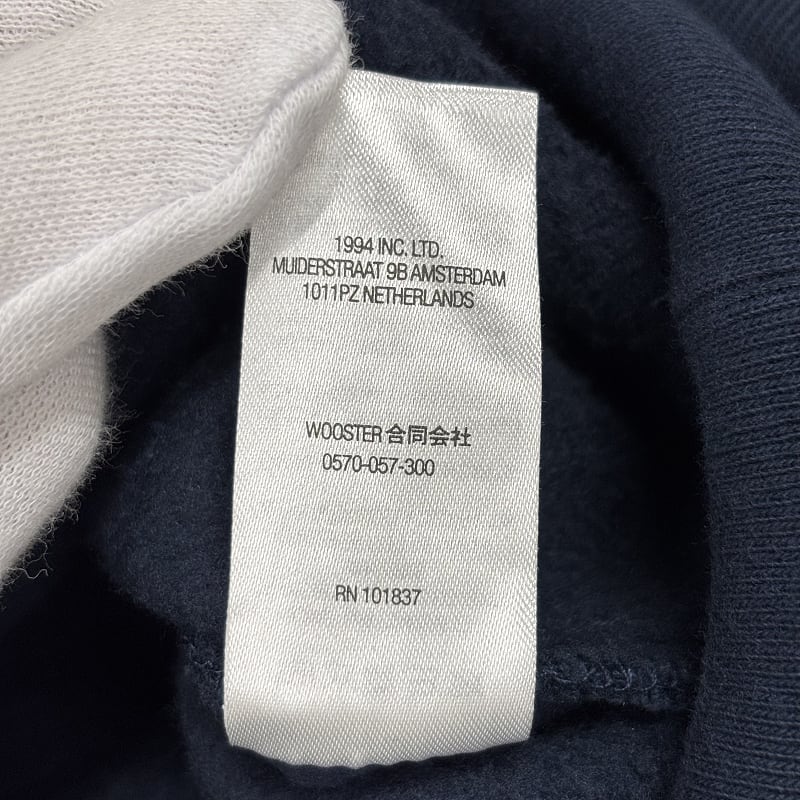 1994 INC. LTD.
MUIDERSTRAAT 9B AMSTERDAM
1011PZ NETHERLANDS
WOOSTER 合同会社
0570-057-300
RN 101837